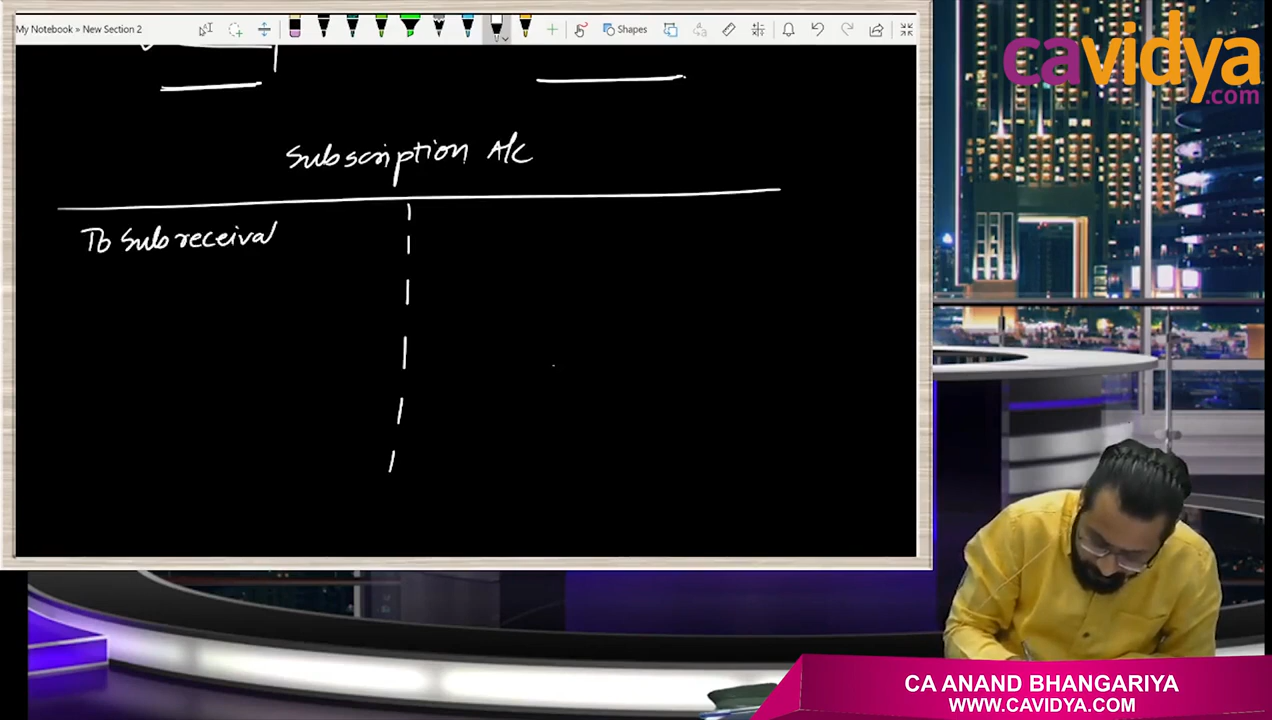 My Notebook » New Section 2
Shapes
cavidya
.com
Subscription A/C
To Sub receival
CA ANAND BHANGARIYA
WWW.CAVIDYA.COM